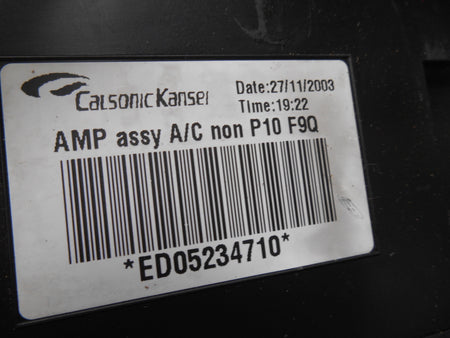 CalsonicKansei
Date:27/11/2003
Time:19:22
AMP assy A/C non P10 F9Q
*ED05234710*